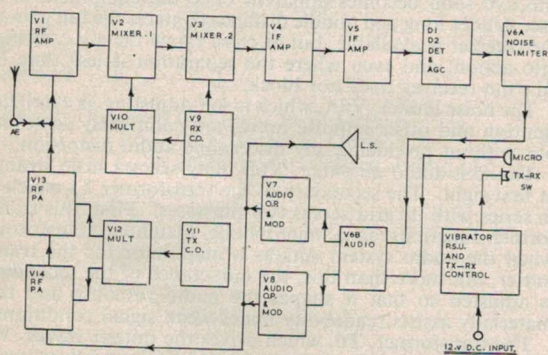 V1
RF
AMP
V2
MIXER.1
V3
MIXER.2
V4
IF
AMP
V5
IF
AMP
D1
D2
DET
&
AGC
V6A
NOISE
LIMITER
AE
V10
MULT
V9
RX
C.D.
L.S.
MICRO
TX-RX
SW
V13
RF
PA
V12
MULT
V11
TX
C.O.
V7
AUDIO
O.P.
&
MOD
V6B
AUDIO
VIBRATOR
P.S.U.
AND
TX-RX
CONTROL
V14
RF
PA
V8
AUDIO
O.P.
&
MOD
12.V D.C. INPUT,